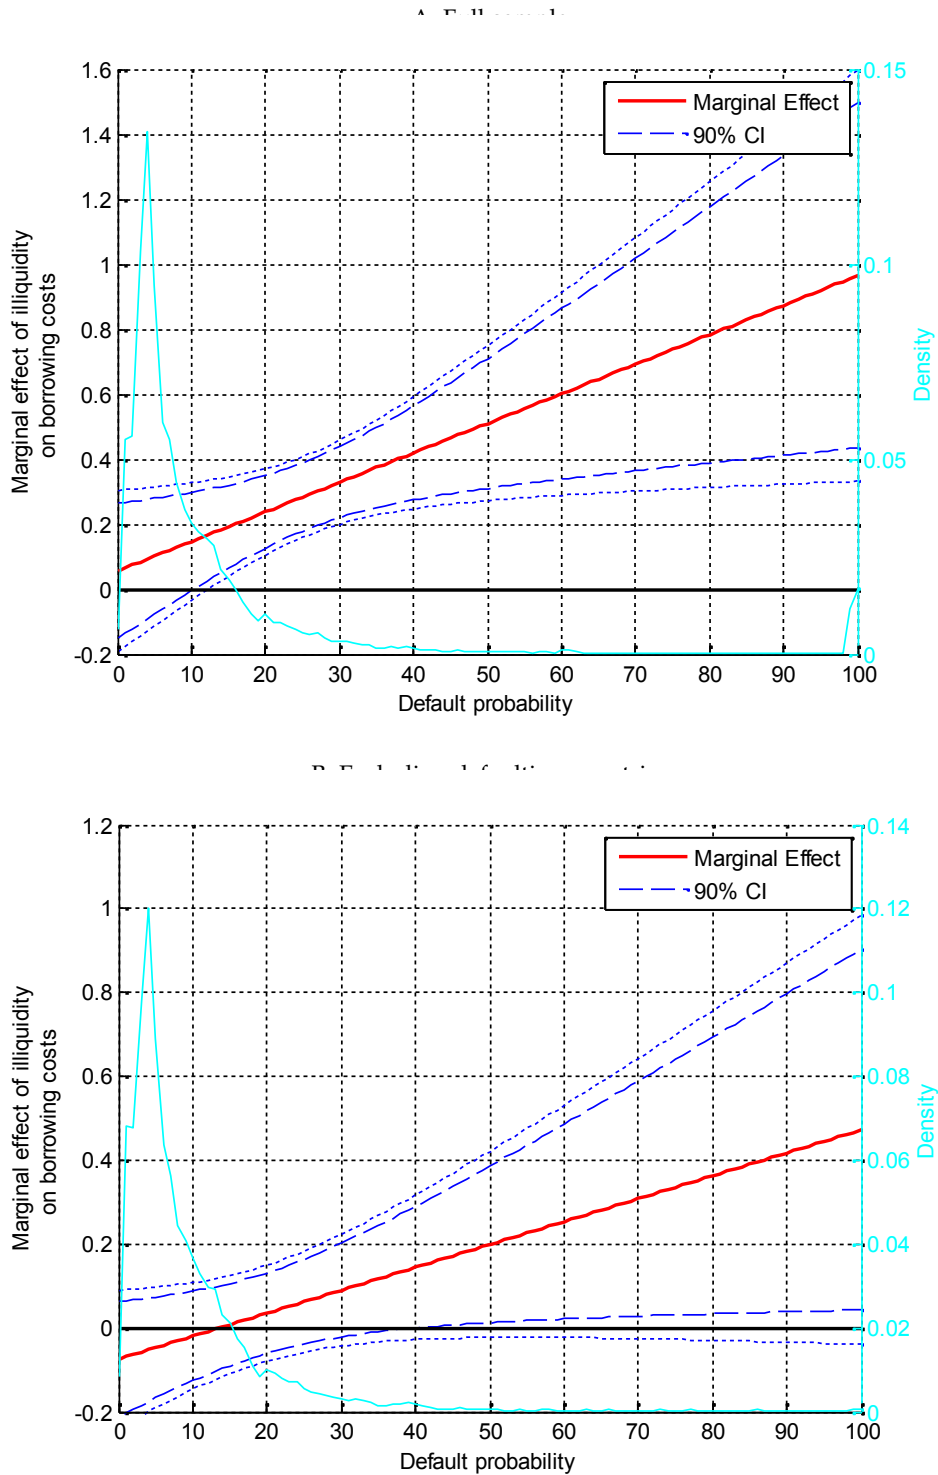 1.6
1.4
1.2
1
0.8
0.6
0.4
0.2
0
-0.2
Marginal effect of illiquidity
on borrowing costs
Marginal Effect
90% CI
0.15
0.1
0.05
0
Density
0 10 20 30 40 50 60 70 80 90 100
Default probability
1.2
1
0.8
0.6
0.4
0.2
0
-0.2
Marginal effect of illiquidity
on borrowing costs
Marginal Effect
90% CI
0.14
0.12
0.1
0.08
0.06
0.04
0.02
0
Density
0 10 20 30 40 50 60 70 80 90 100
Default probability